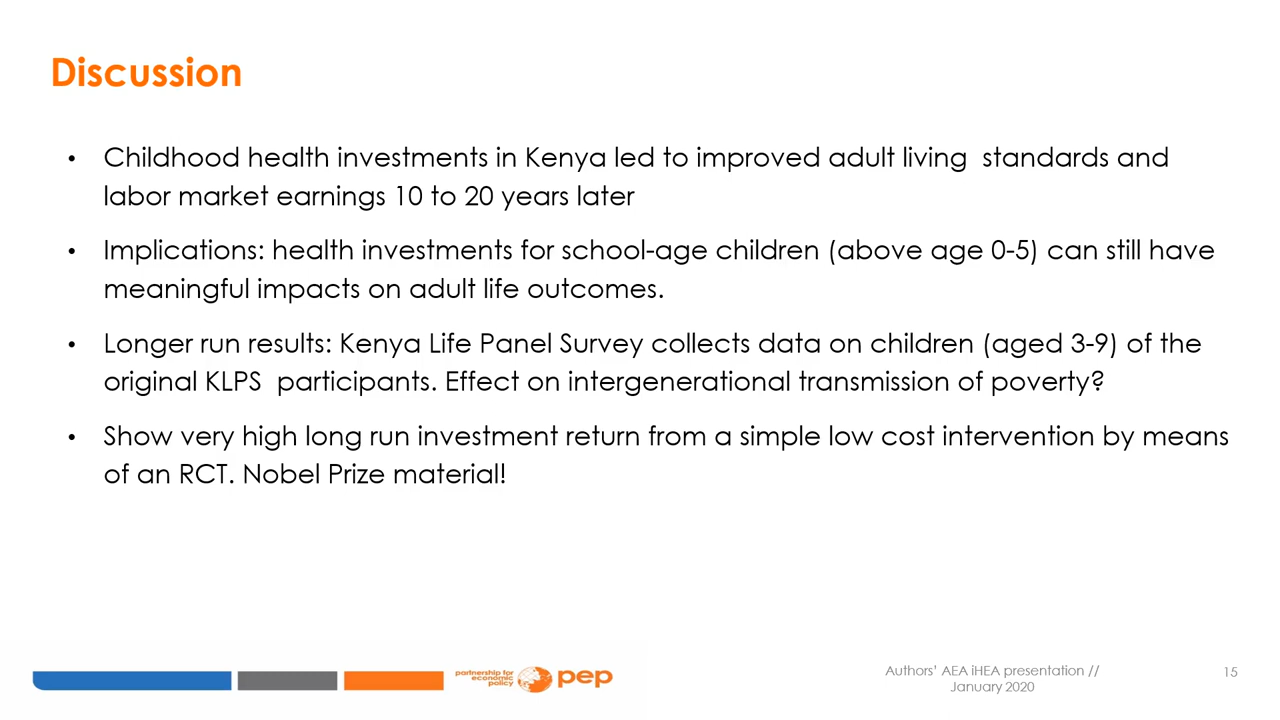 Discussion
• Childhood health investments in Kenya led to improved adult living standards and
labor market earnings 10 to 20 years later
• Implications: health investments for school-age children (above age 0-5) can still have
meaningful impacts on adult life outcomes.
• Longer run results: Kenya Life Panel Survey collects data on children (aged 3-9) of the
original KLPS participants. Effect on intergenerational transmission of poverty?
• Show very high long run investment return from a simple low cost intervention by means
of an RCT. Nobel Prize material!
partnership for
economic
policy
pep
Authors’ AEA iHEA presentation //
January 2020
15